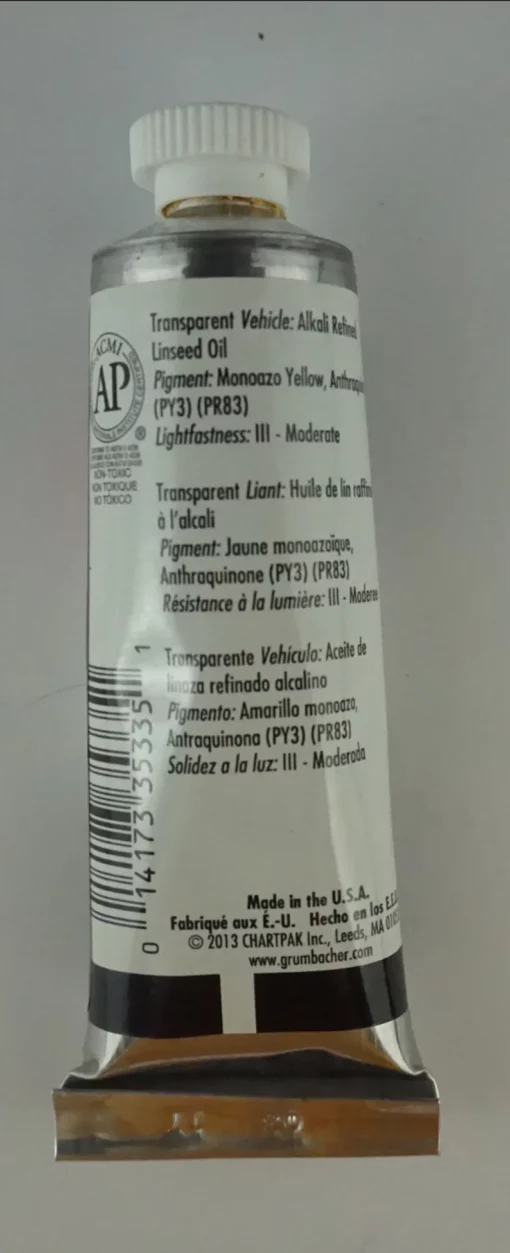 Transparent Vehicle: Alkali Refined
Linseed Oil
Pigment: Monoazo Yellow, Anthraqu
(PY3) (PR83)
Lightfastness: III - Moderate
ACMI
AP
®
NON-TOXIC
NON TOXIQUE
NO TÓXICO
Transparent Liant: Huile de lin raffin
à l'alcali
Pigment: Jaune monoazoïque,
Anthraquinone (PY3) (PR83)
Résistance à la lumière: III - Moderee
Transparente Vehículo: Aceite de
linaza refinado alcalino
Pigmento: Amarillo monoazo,
Antraquinona (PY3) (PR83)
Solidez a la luz: III - Moderada
0 14173 35335 1
Made in the U.S.A.
Fabriqué aux É.-U. Hecho en los E.E.
© 2013 CHARTPAK Inc., Leeds, MA
www.grumbacher.com